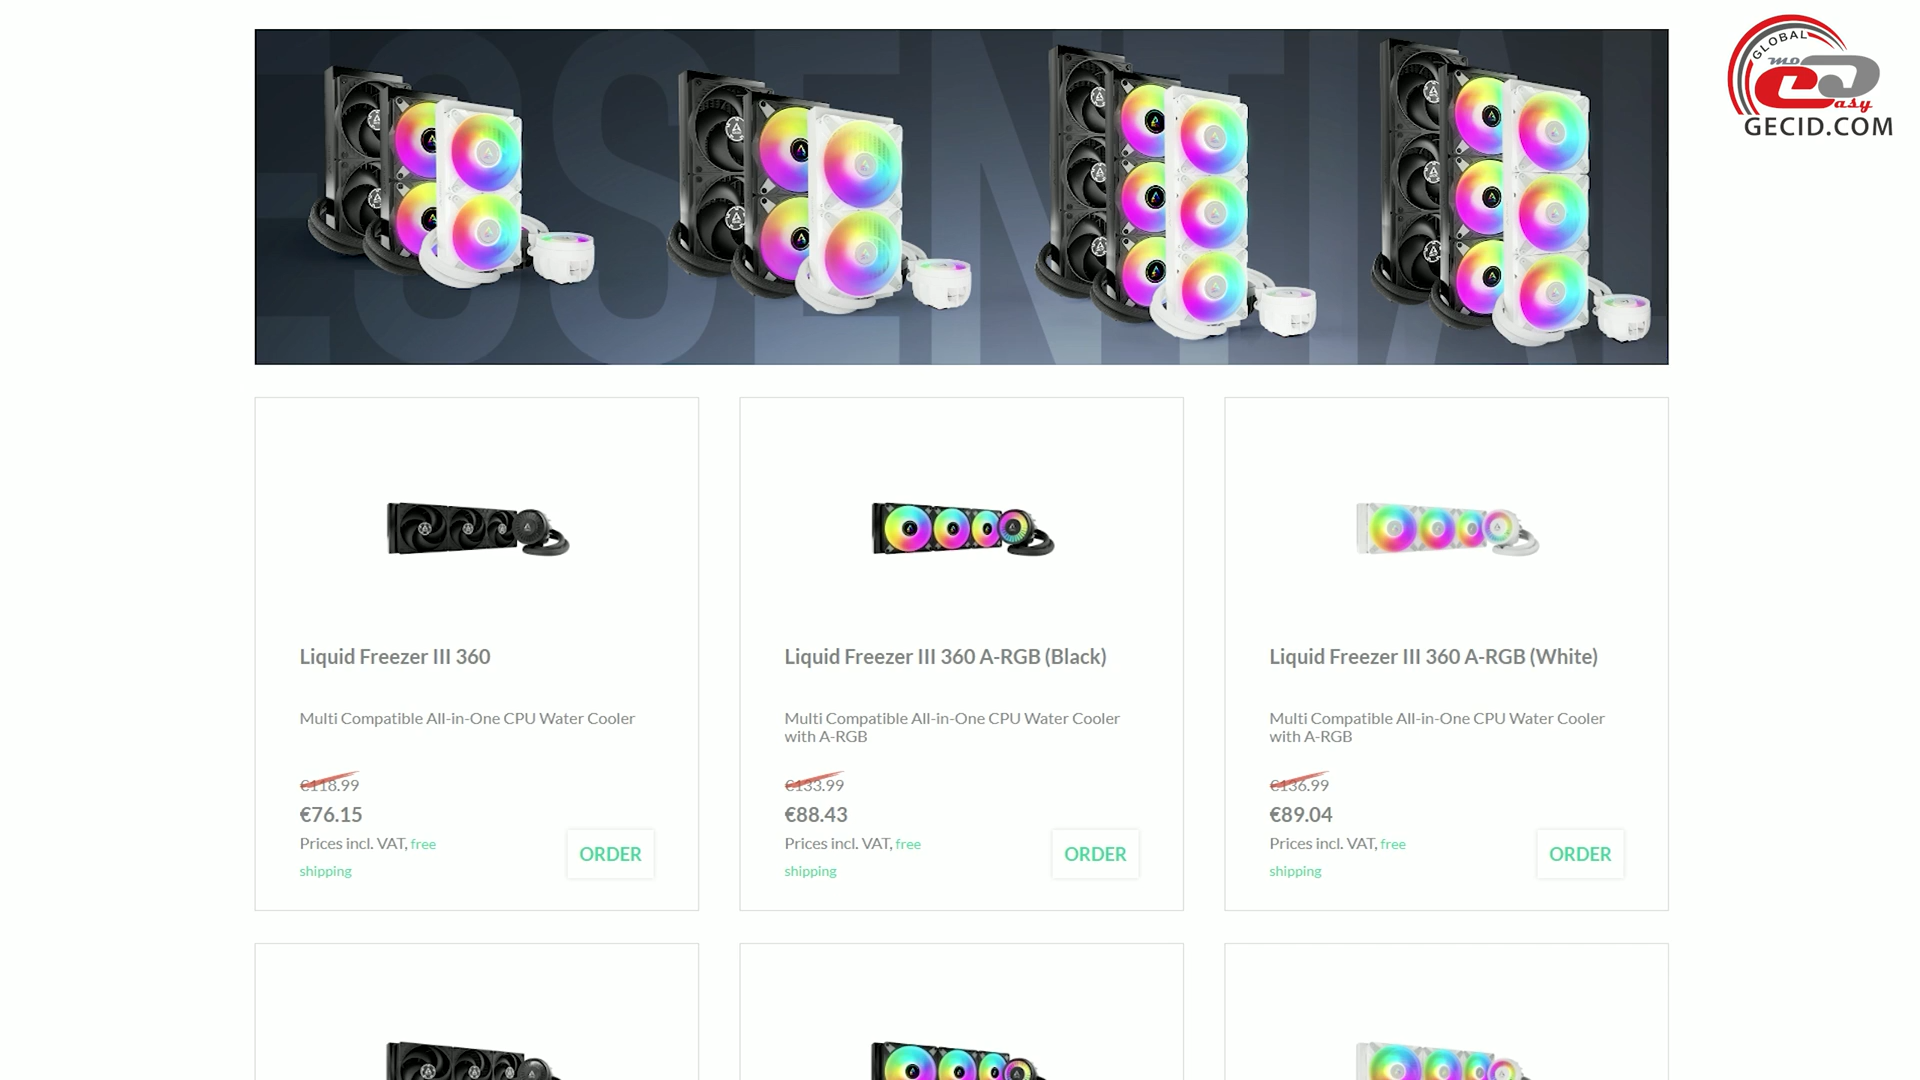 ESSENTIAL
GLOBAL
mo
easy
GECID.COM
Liquid Freezer III 360
Multi Compatible All-in-One CPU Water Cooler
€118.99
€76.15
Prices incl. VAT, free
shipping
ORDER
Liquid Freezer III 360 A-RGB (Black)
Multi Compatible All-in-One CPU Water Cooler
with A-RGB
€133.99
€88.43
Prices incl. VAT, free
shipping
ORDER
Liquid Freezer III 360 A-RGB (White)
Multi Compatible All-in-One CPU Water Cooler
with A-RGB
€136.99
€89.04
Prices incl. VAT, free
shipping
ORDER